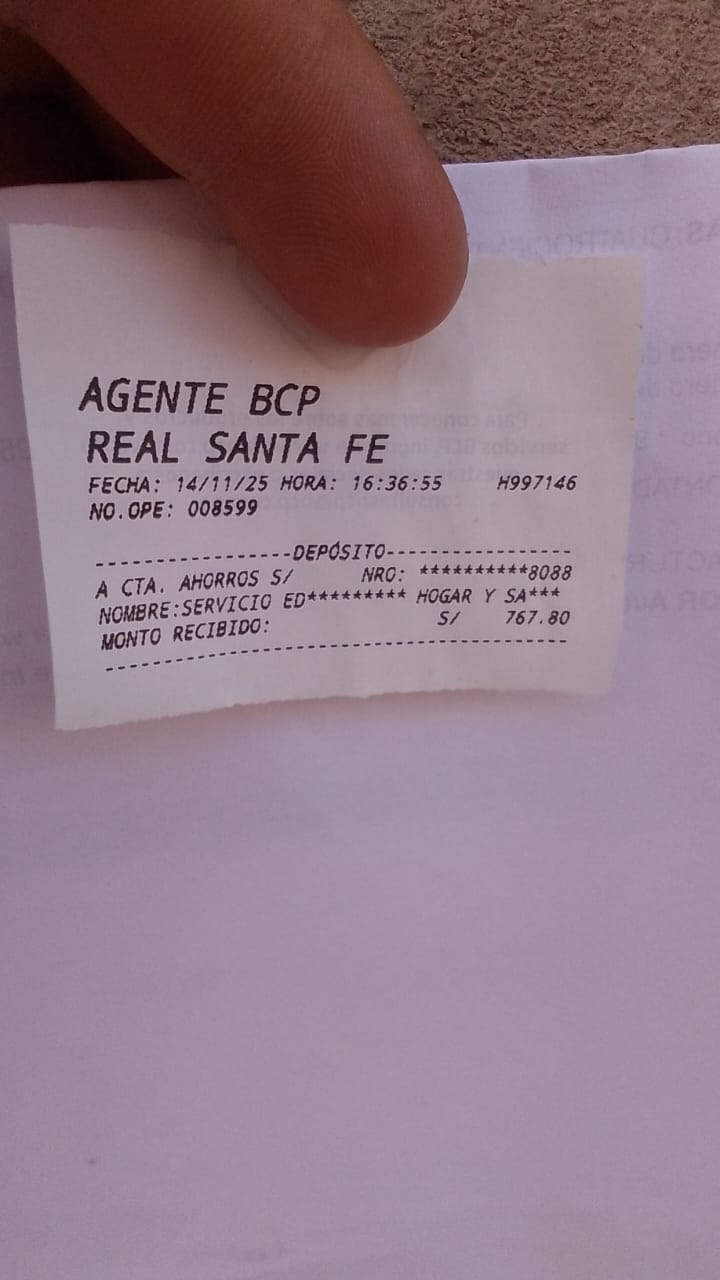 AGENTE BCP
REAL SANTA FE
FECHA: 14/11/25 HORA: 16:36:55 H997146
NO.OPE: 008599
------------------DEPÓSITO-----------------
A CTA. AHORROS S/ NRO: **********8088
NOMBRE:SERVICIO ED********* HOGAR Y SA***
MONTO RECIBIDO: S/ 767.80
-------------------------------------------